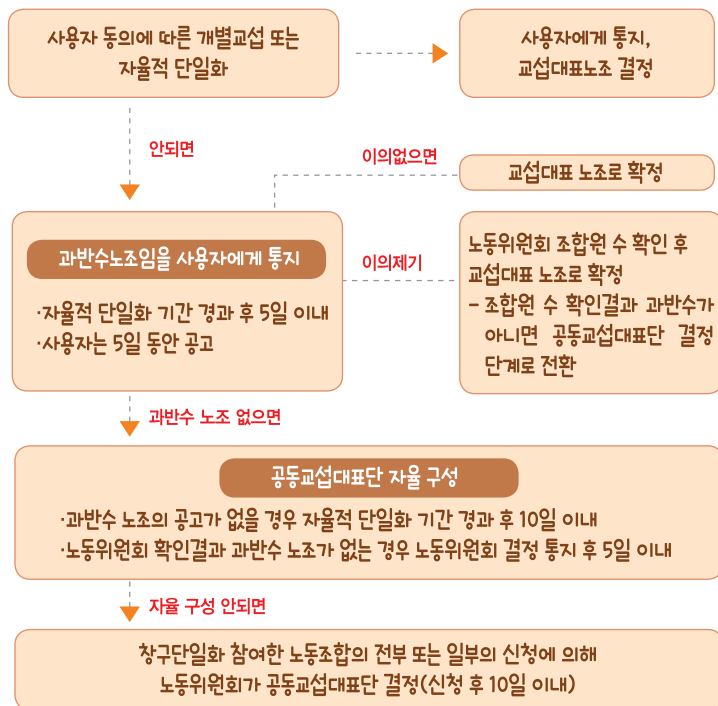 사용자 동의에 따른 개별교섭 또는
자율적 단일화
사용자에게 통지,
교섭대표노조 결정
안되면
이의없으면
교섭대표 노조로 확정
과반수노조임을 사용자에게 통지
·자율적 단일화 기간 경과 후 5일 이내
·사용자는 5일 동안 공고
이의제기
노동위원회 조합원 수 확인 후
교섭대표 노조로 확정
- 조합원 수 확인결과 과반수가
아니면 공동교섭대표단 결정
단계로 전환
과반수 노조 없으면
공동교섭대표단 자율 구성
·과반수 노조의 공고가 없을 경우 자율적 단일화 기간 경과 후 10일 이내
·노동위원회 확인결과 과반수 노조가 없는 경우 노동위원회 결정 통지 후 5일 이내
자율 구성 안되면
창구단일화 참여한 노동조합의 전부 또는 일부의 신청에 의해
노동위원회가 공동교섭대표단 결정(신청 후 10일 이내)